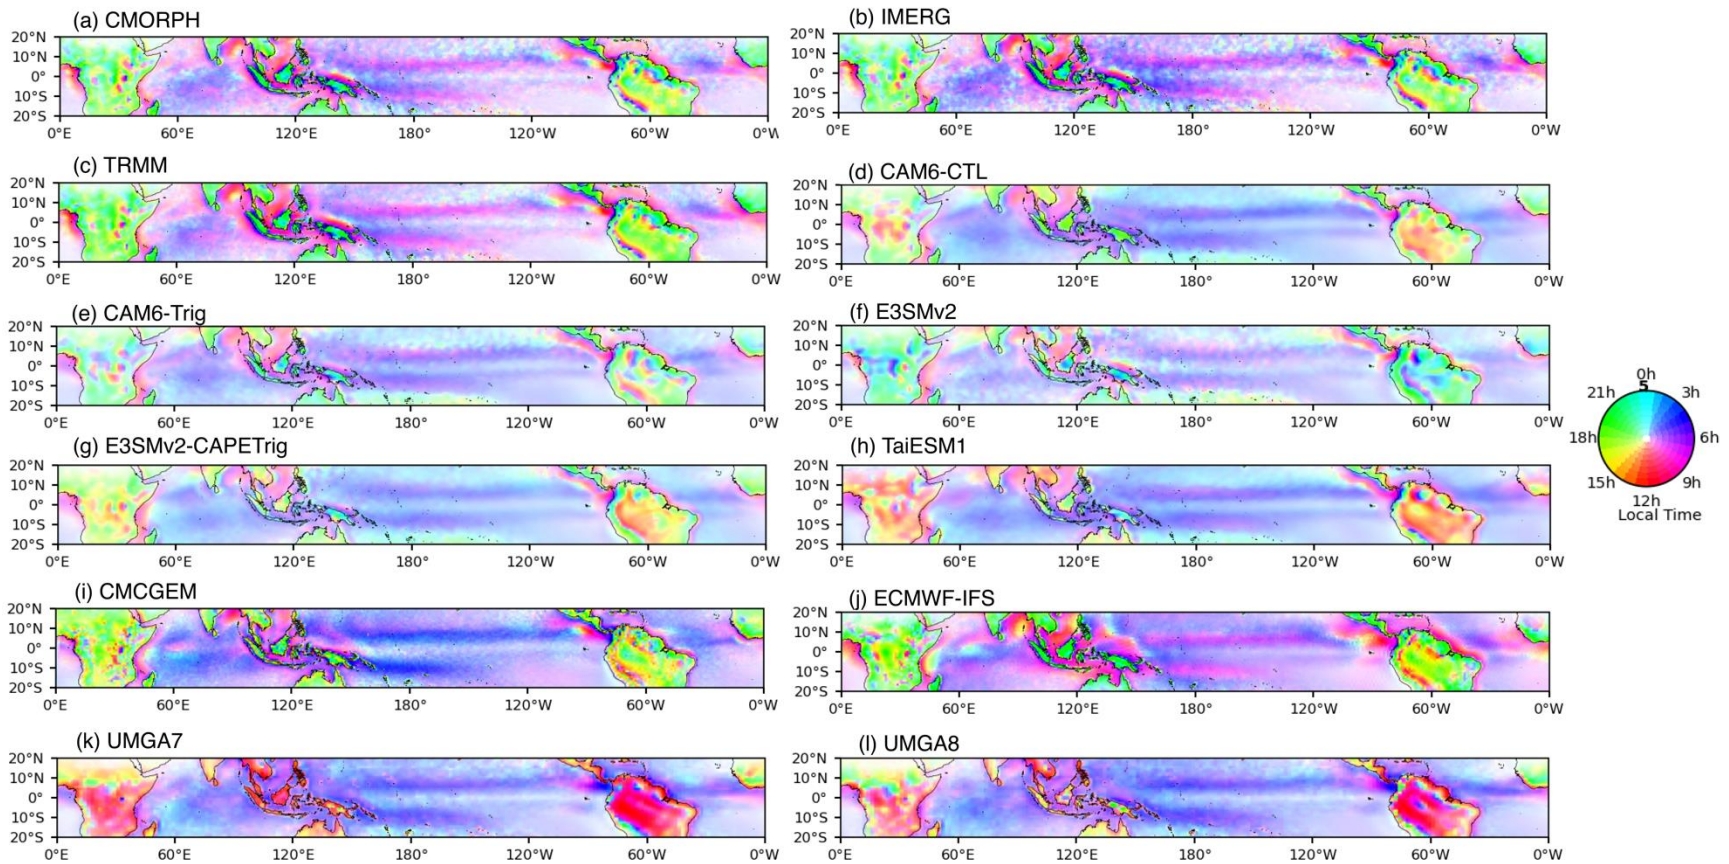 (a) CMORPH
20°N
10°N
0°
10°S
20°S
0°E 60°E 120°E 180° 120°W 60°W 0°W
(b) IMERG
20°N
10°N
0°
10°S
20°S
0°E 60°E 120°E 180° 120°W 60°W 0°W
(c) TRMM
20°N
10°N
0°
10°S
20°S
0°E 60°E 120°E 180° 120°W 60°W 0°W
(d) CAM6-CTL
20°N
10°N
0°
10°S
20°S
0°E 60°E 120°E 180° 120°W 60°W 0°W
(e) CAM6-Trig
20°N
10°N
0°
10°S
20°S
0°E 60°E 120°E 180° 120°W 60°W 0°W
(f) E3SMv2
20°N
10°N
0°
10°S
20°S
0°E 60°E 120°E 180° 120°W 60°W 0°W
(g) E3SMv2-CAPETrig
20°N
10°N
0°
10°S
20°S
0°E 60°E 120°E 180° 120°W 60°W 0°W
(h) TaiESM1
20°N
10°N
0°
10°S
20°S
0°E 60°E 120°E 180° 120°W 60°W 0°W
(i) CMCGEM
20°N
10°N
0°
10°S
20°S
0°E 60°E 120°E 180° 120°W 60°W 0°W
(j) ECMWF-IFS
20°N
10°N
0°
10°S
20°S
0°E 60°E 120°E 180° 120°W 60°W 0°W
(k) UMGA7
20°N
10°N
0°
10°S
20°S
0°E 60°E 120°E 180° 120°W 60°W 0°W
(l) UMGA8
20°N
10°N
0°
10°S
20°S
0°E 60°E 120°E 180° 120°W 60°W 0°W
0h
5
21h 3h
18h 6h
15h 9h
12h
Local Time